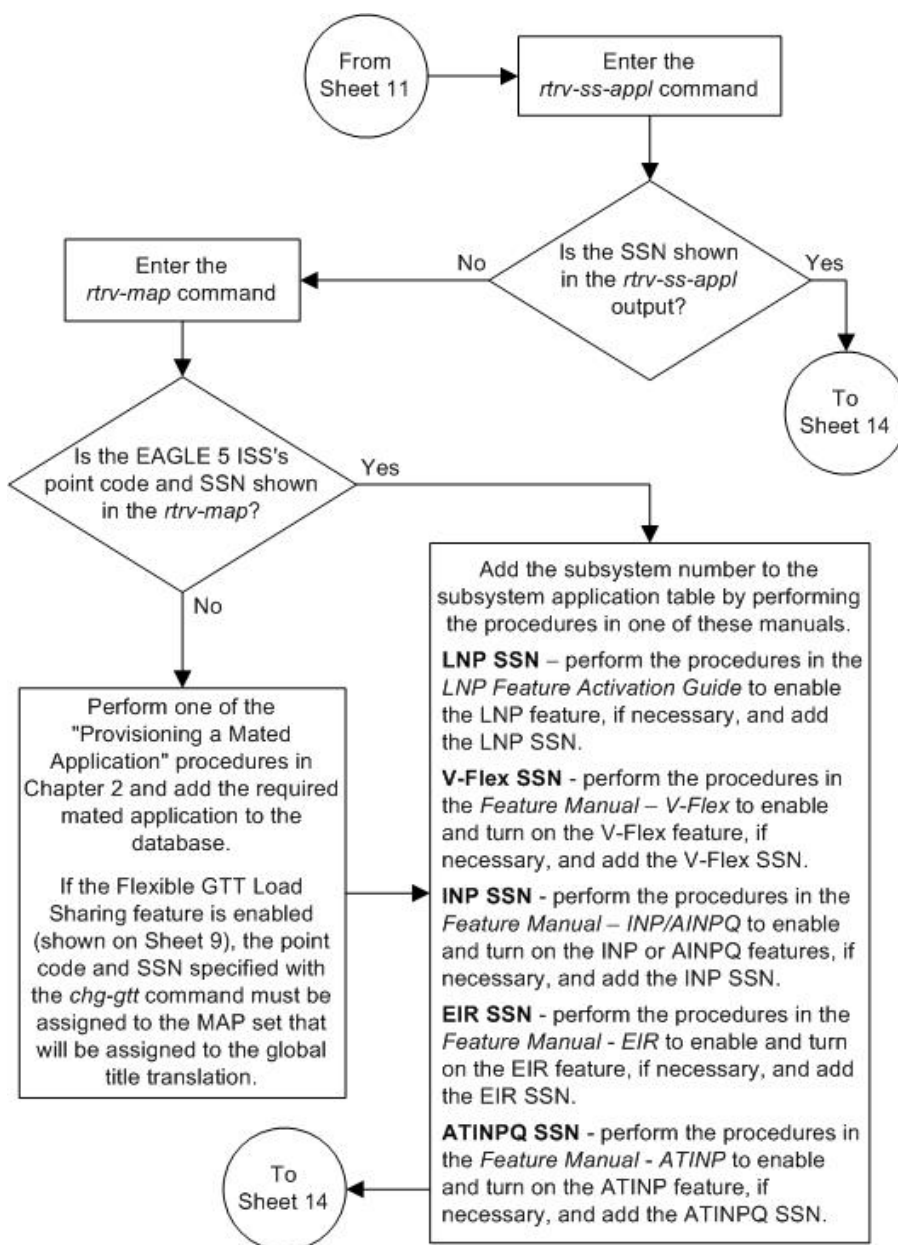 From
Sheet 11
Enter the
rtrv-ss-appl command
Is the SSN shown
in the rtrv-ss-appl
output?
No
Yes
To
Sheet 14
Enter the
rtrv-map command
Is the EAGLE 5 ISS's
point code and SSN shown
in the rtrv-map?
Yes
No
Perform one of the
"Provisioning a Mated
Application" procedures in
Chapter 2 and add the required
mated application to the
database.
If the Flexible GTT Load
Sharing feature is enabled
(shown on Sheet 9), the point
code and SSN specified with
the chg-gtt command must be
assigned to the MAP set that
will be assigned to the global
title translation.
Add the subsystem number to the
subsystem application table by performing
the procedures in one of these manuals.
LNP SSN – perform the procedures in the
LNP Feature Activation Guide to enable
the LNP feature, if necessary, and add
the LNP SSN.
V-Flex SSN - perform the procedures in
the Feature Manual – V-Flex to enable
and turn on the V-Flex feature, if
necessary, and add the V-Flex SSN.
INP SSN - perform the procedures in the
Feature Manual – INP/AINPQ to enable
and turn on the INP or AINPQ features, if
necessary, and add the INP SSN.
EIR SSN - perform the procedures in the
Feature Manual - EIR to enable and turn
on the EIR feature, if necessary, and add
the EIR SSN.
ATINPQ SSN - perform the procedures in
the Feature Manual - ATINP to enable
and turn on the ATINP feature, if
necessary, and add the ATINPQ SSN.
To
Sheet 14